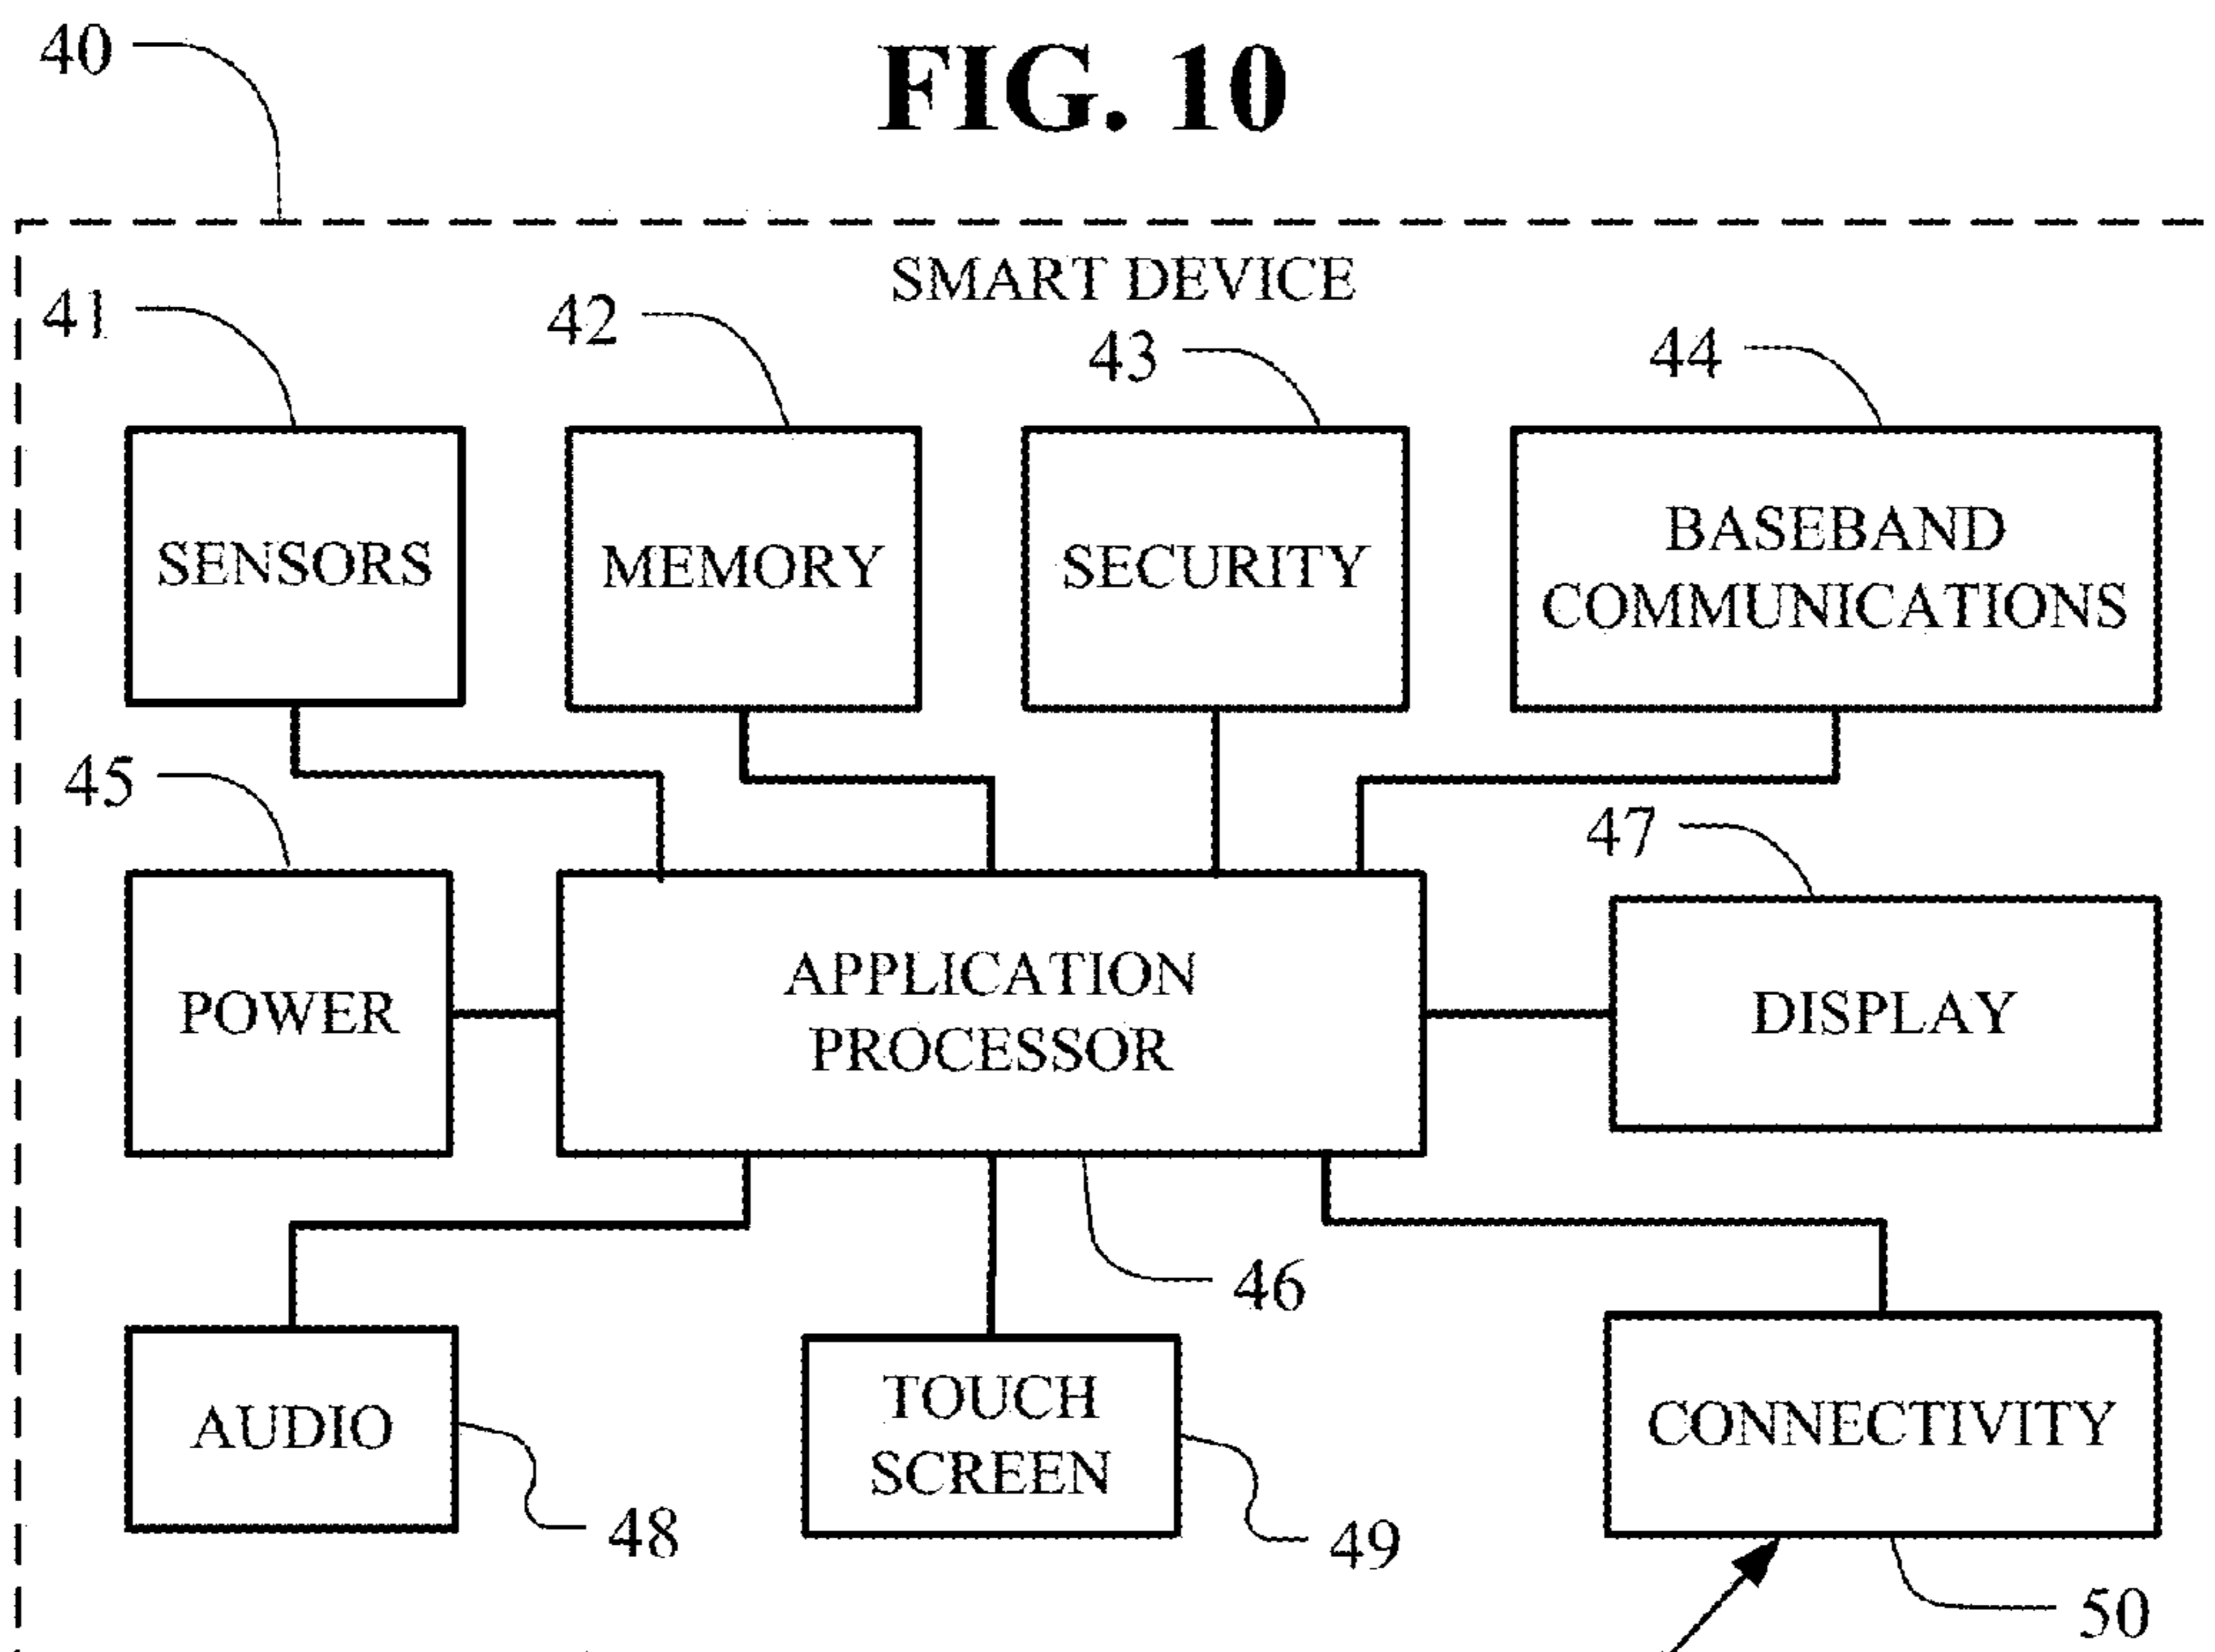 40
FIG. 10
SMART DEVICE
41
42
43
44
SENSORS
MEMORY
SECURITY
BASEBAND
COMMUNICATIONS
45
47
POWER
APPLICATION
PROCESSOR
DISPLAY
46
AUDIO
TOUCH
SCREEN
CONNECTIVITY
48
49
50